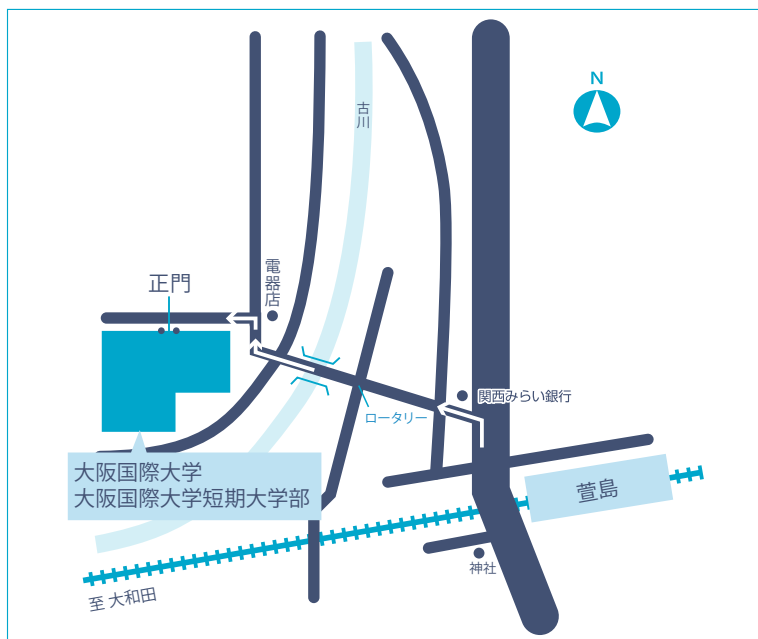 N
古川
電器店
正門
関西みらい銀行
ロータリー
大阪国際大学
大阪国際大学短期大学部
萱島
神社
至 大和田